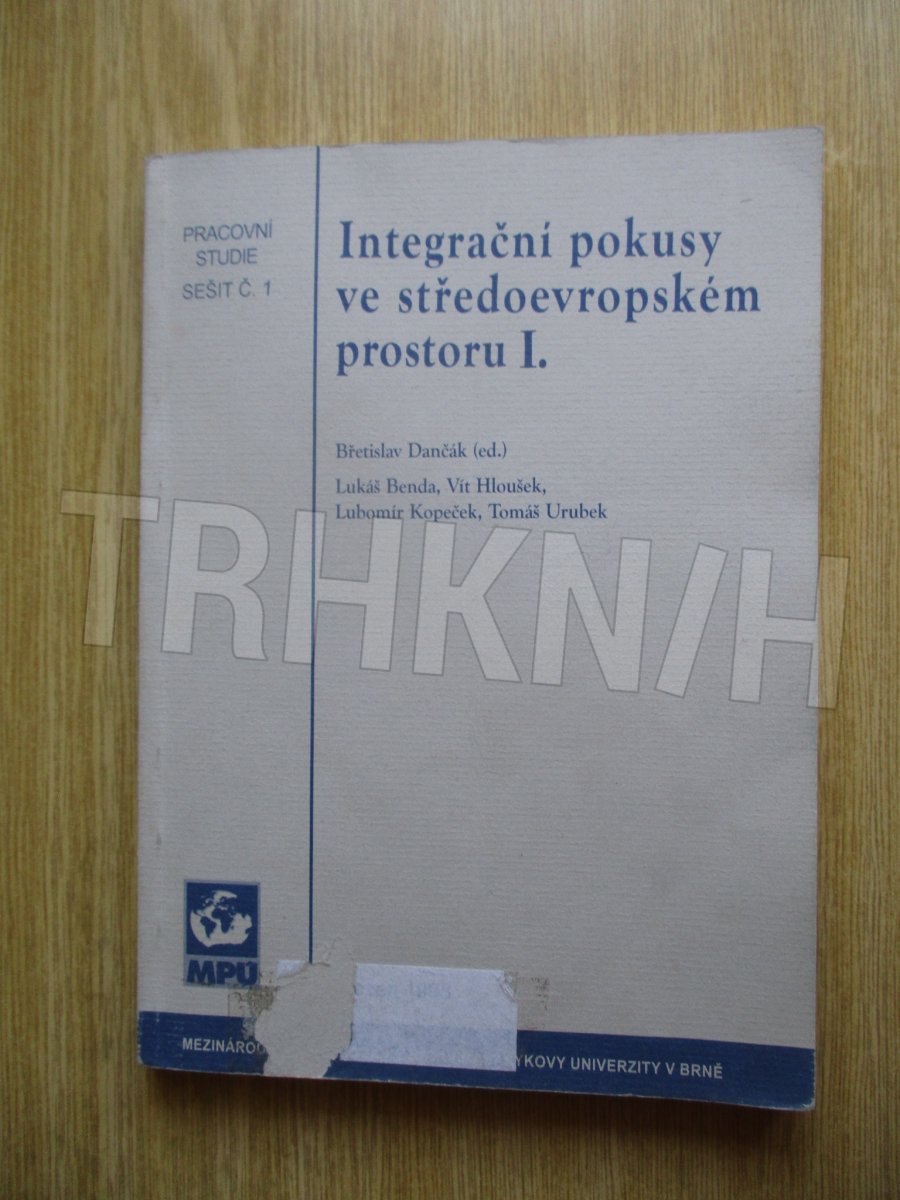 PRACOVNÍ
STUDIE
SEŠIT Č. 1
Integrační pokusy
ve středoevropském
prostoru I.
Břetislav Dančák (ed.)
Lukáš Benda, Vít Hloušek,
Lubomír Kopeček, Tomáš Urubek
TRHKNIH
MPÚ
UNIVERZITY V BRNĚ